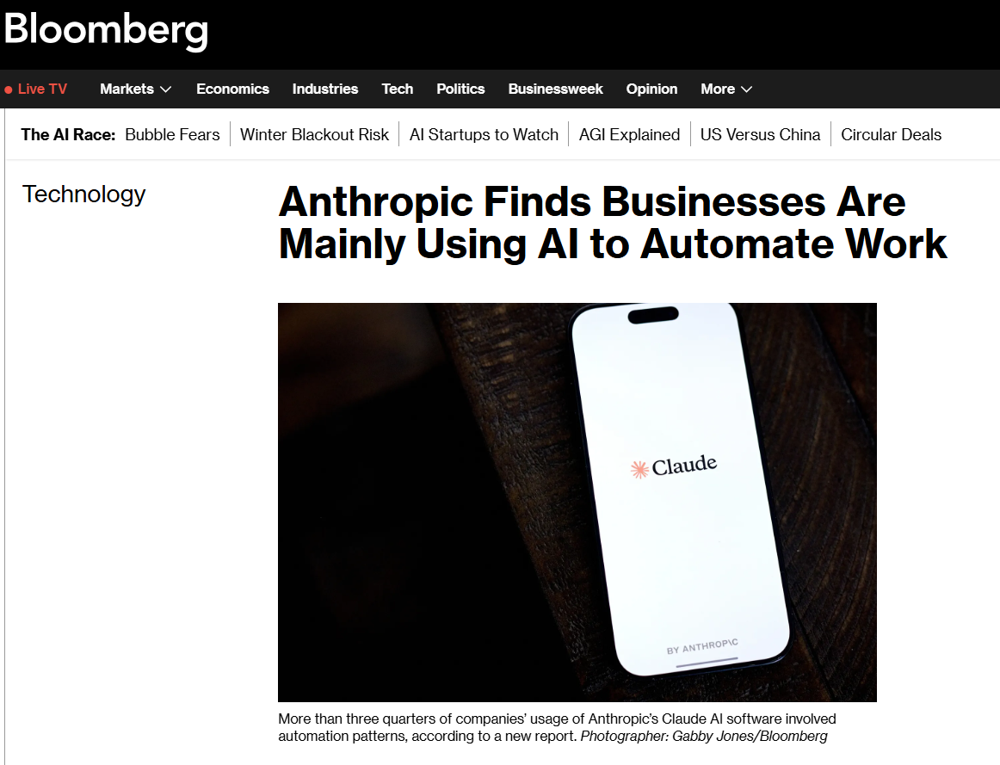 Bloomberg
Live TV Markets Economics Industries Tech Politics Businessweek Opinion More
The AI Race: Bubble Fears Winter Blackout Risk AI Startups to Watch AGI Explained US Versus China Circular Deals
Technology
Anthropic Finds Businesses Are
Mainly Using AI to Automate Work
Claude
BY ANTHROP\C
More than three quarters of companies’ usage of Anthropic’s Claude AI software involved
automation patterns, according to a new report. Photographer: Gabby Jones/Bloomberg